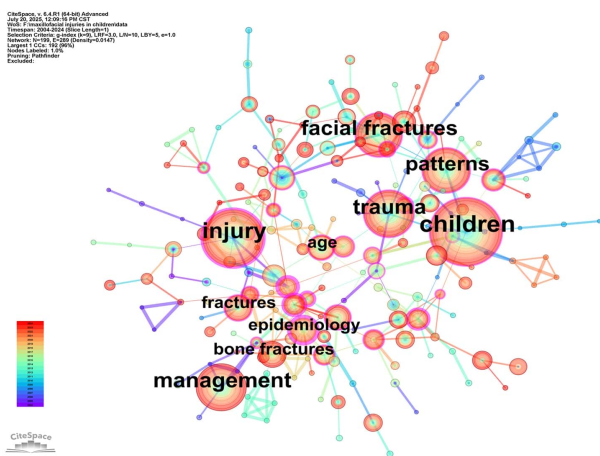 CiteSpace, v. 6.4.R1 (64-bit) Advanced
July 20, 2025, 12:09:16 PM CST
WoS: F:\maxillofacial injuries in children\data
Timespan: 2004-2024 (Slice Length=1)
Selection Criteria: g-index (k=9), LRF=3.0, L/N=10, LBY=5, e=1.0
Network: N=199, E=289 (Density=0.0147)
Largest 1 CCs: 192 (96%)
Nodes Labeled: 1.0%
Pruning: Pathfinder
Excluded:
facial fractures
patterns
trauma
children
injury
age
fractures
epidemiology
bone fractures
management
CiteSpace